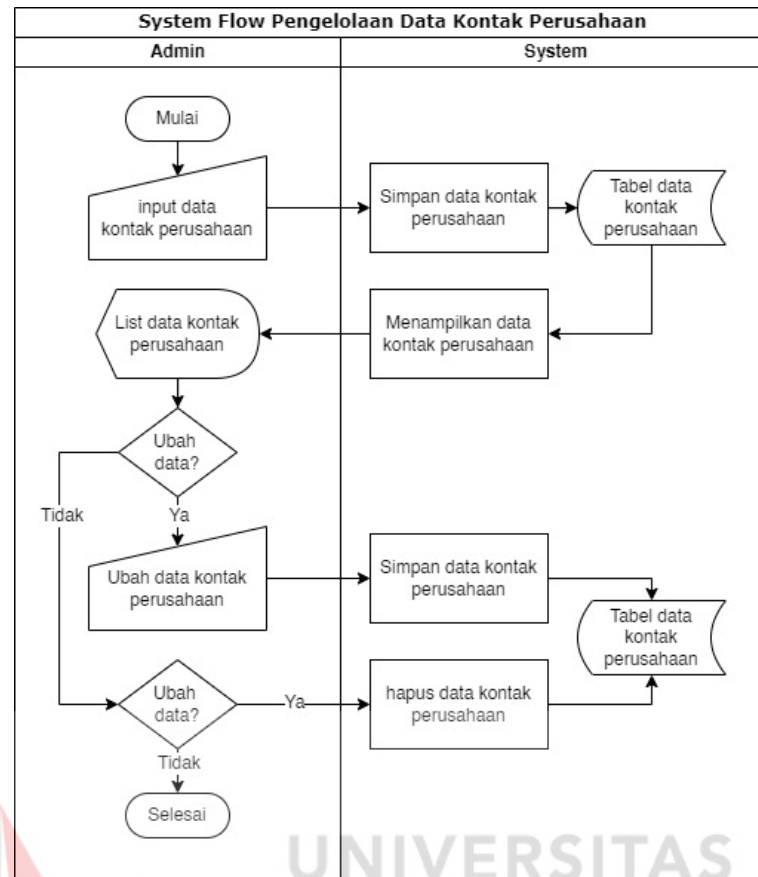 System Flow Pengelolaan Data Kontak Perusahaan
Admin
System
Mulai
input data
kontak perusahaan
Simpan data kontak
perusahaan
Tabel data
kontak
perusahaan
List data kontak
perusahaan
Menampilkan data
kontak perusahaan
Ubah
data?
Tidak
Ya
Ubah data kontak
perusahaan
Simpan data kontak
perusahaan
Tabel data
kontak
perusahaan
Ubah
data?
Ya
hapus data kontak
perusahaan
Tidak
Selesai
UNIVERSITAS